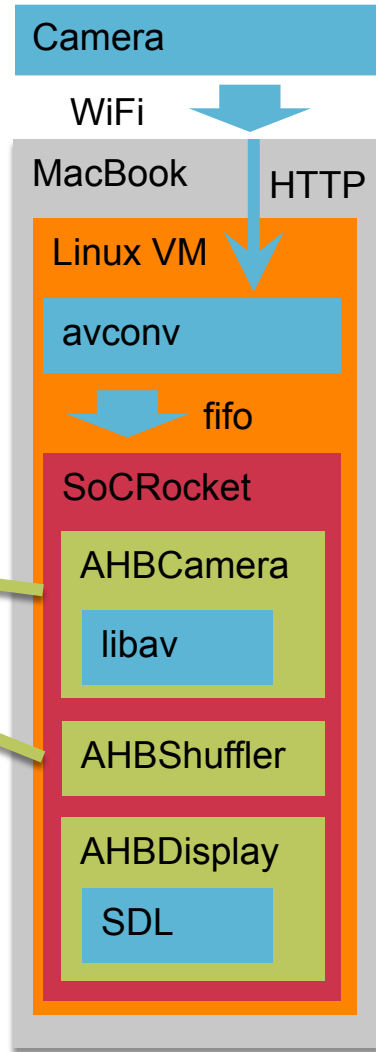 Camera
WiFi
MacBook
HTTP
Linux VM
avconv
fifo
SoCRocket
AHBCamera
libav
AHBShuffler
AHBDisplay
SDL